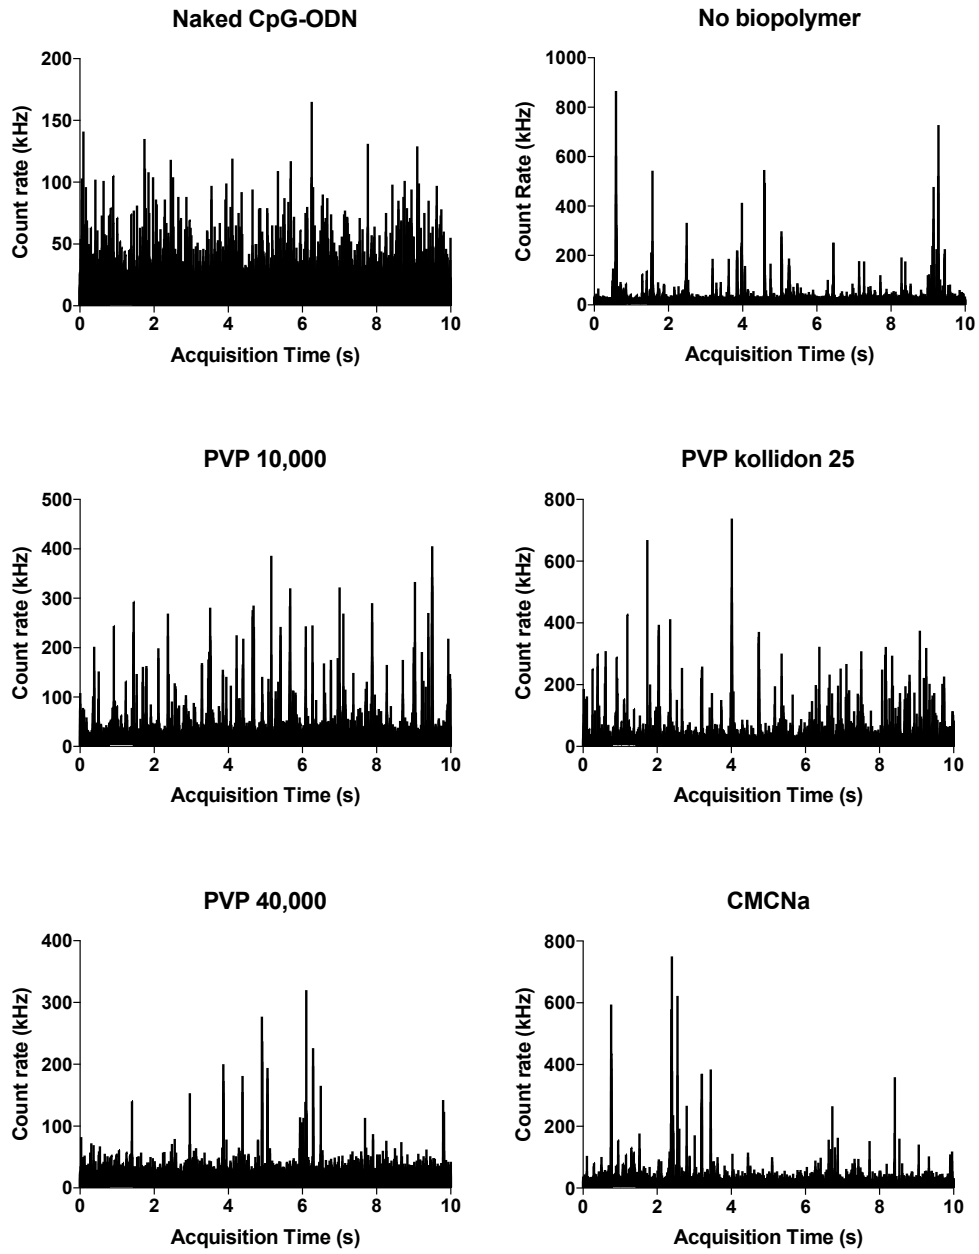 Naked CpG-ODN
200
150
100
50
0
Count rate (kHz)
0 2 4 6 8 10
Acquisition Time (s)
No biopolymer
1000
800
600
400
200
0
Count Rate (kHz)
0 2 4 6 8 10
Acquisition Time (s)
PVP 10,000
500
400
300
200
100
0
Count rate (kHz)
0 2 4 6 8 10
Acquisition Time (s)
PVP kollidon 25
800
600
400
200
0
Count rate (kHz)
0 2 4 6 8 10
Acquisition Time (s)
PVP 40,000
400
300
200
100
0
Count rate (kHz)
0 2 4 6 8 10
Acquisition Time (s)
CMCNa
800
600
400
200
0
Count rate (kHz)
0 2 4 6 8 10
Acquisition Time (s)